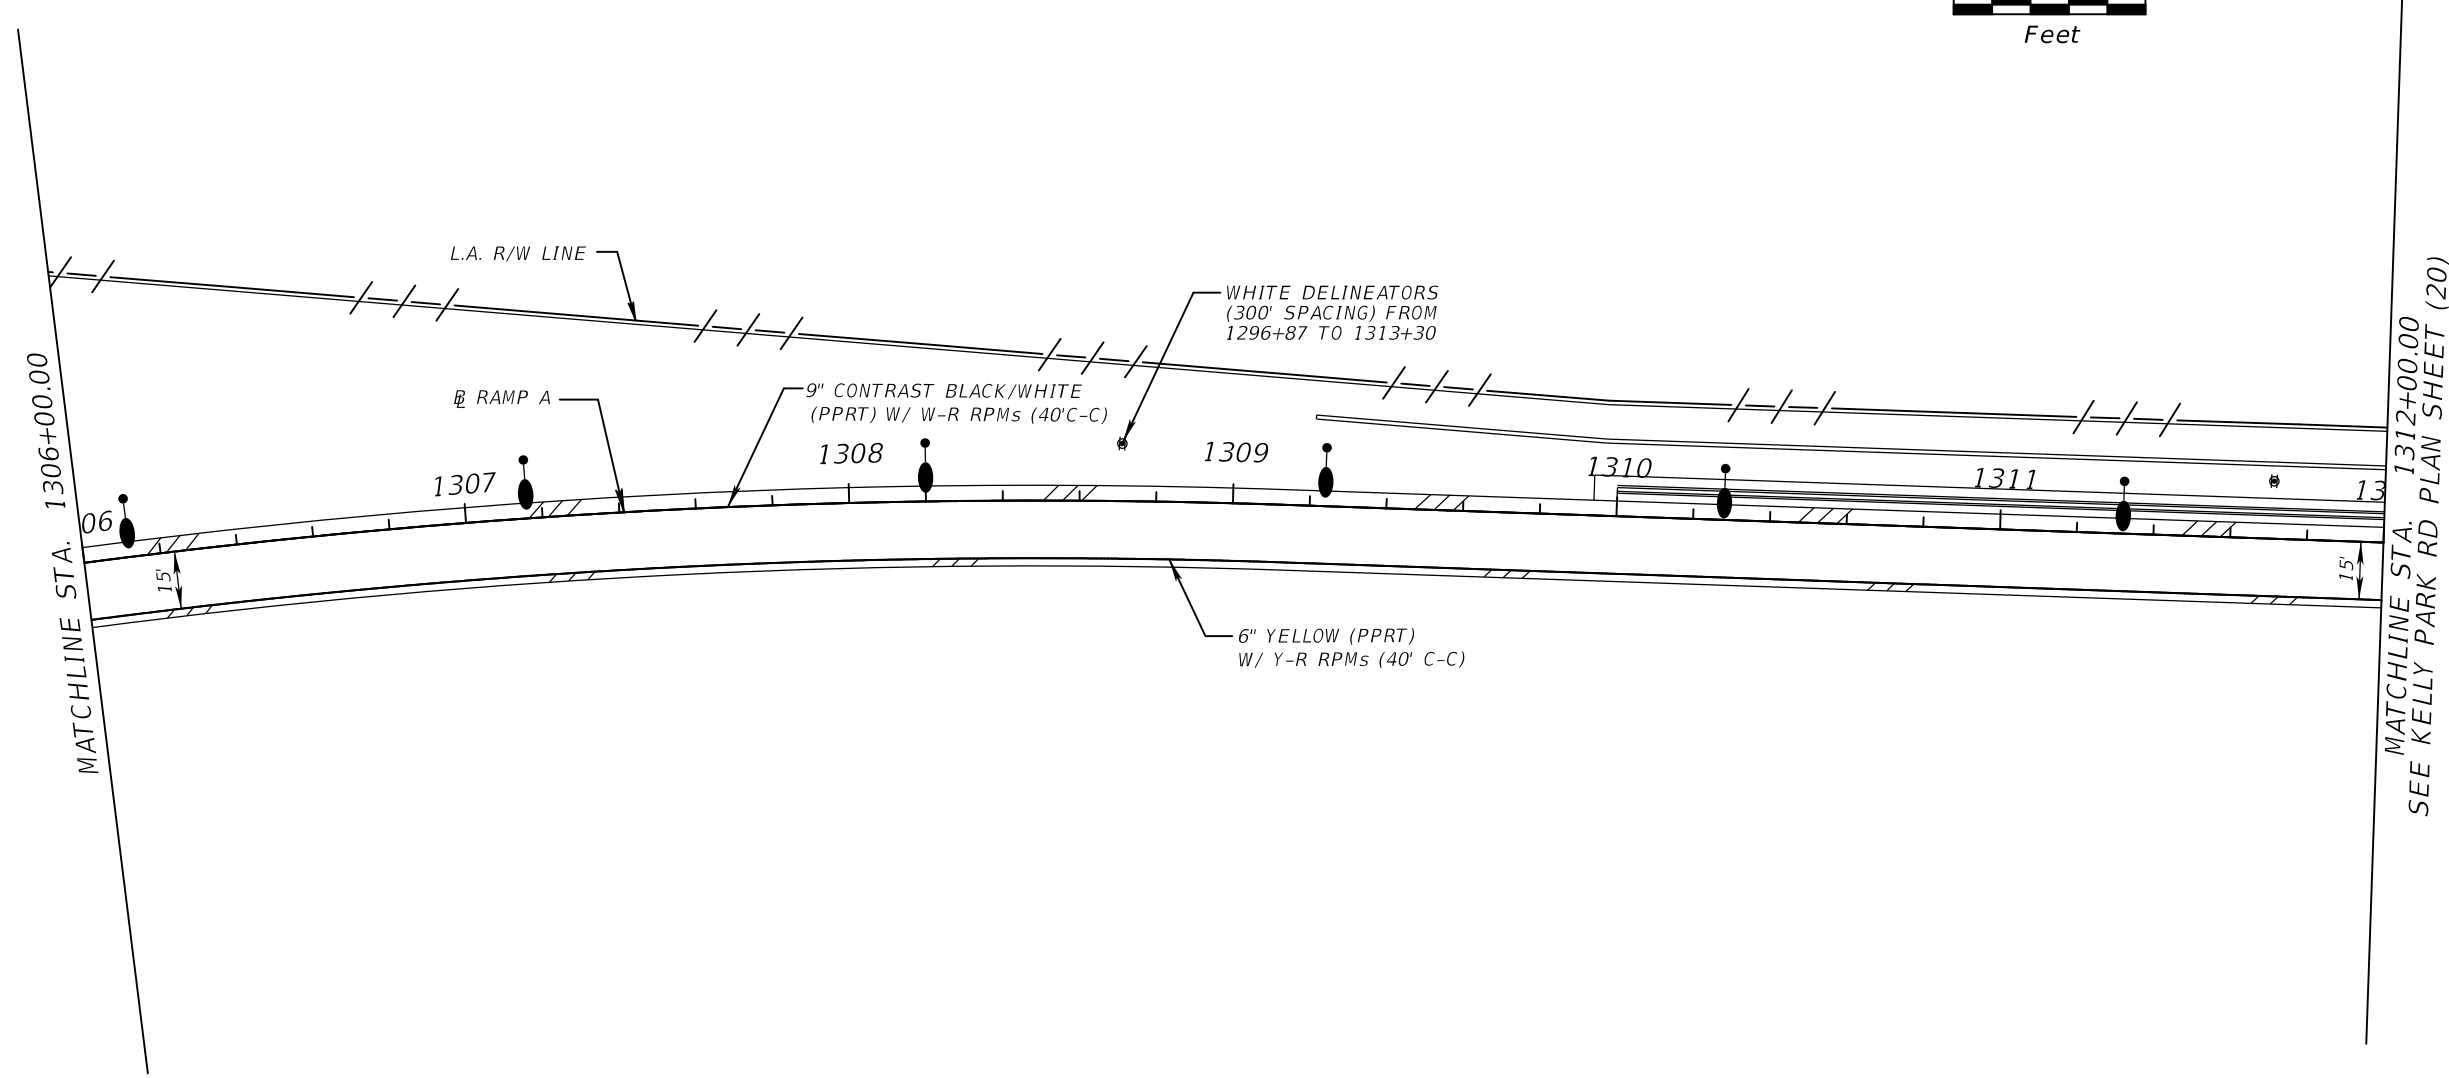 Feet
L.A. R/W LINE
WHITE DELINEATORS
(300' SPACING) FROM
1296+87 TO 1313+30
BL RAMP A
9" CONTRAST BLACK/WHITE
(PPRT) W/ W-R RPMs (40'C-C)
06
1307
1308
1309
1310
1311
13
15'
15'
6" YELLOW (PPRT)
W/ Y-R RPMs (40' C-C)
MATCHLINE STA. 1306+00.00
MATCHLINE STA. 1312+00.00
SEE KELLY PARK RD PLAN SHEET (20)